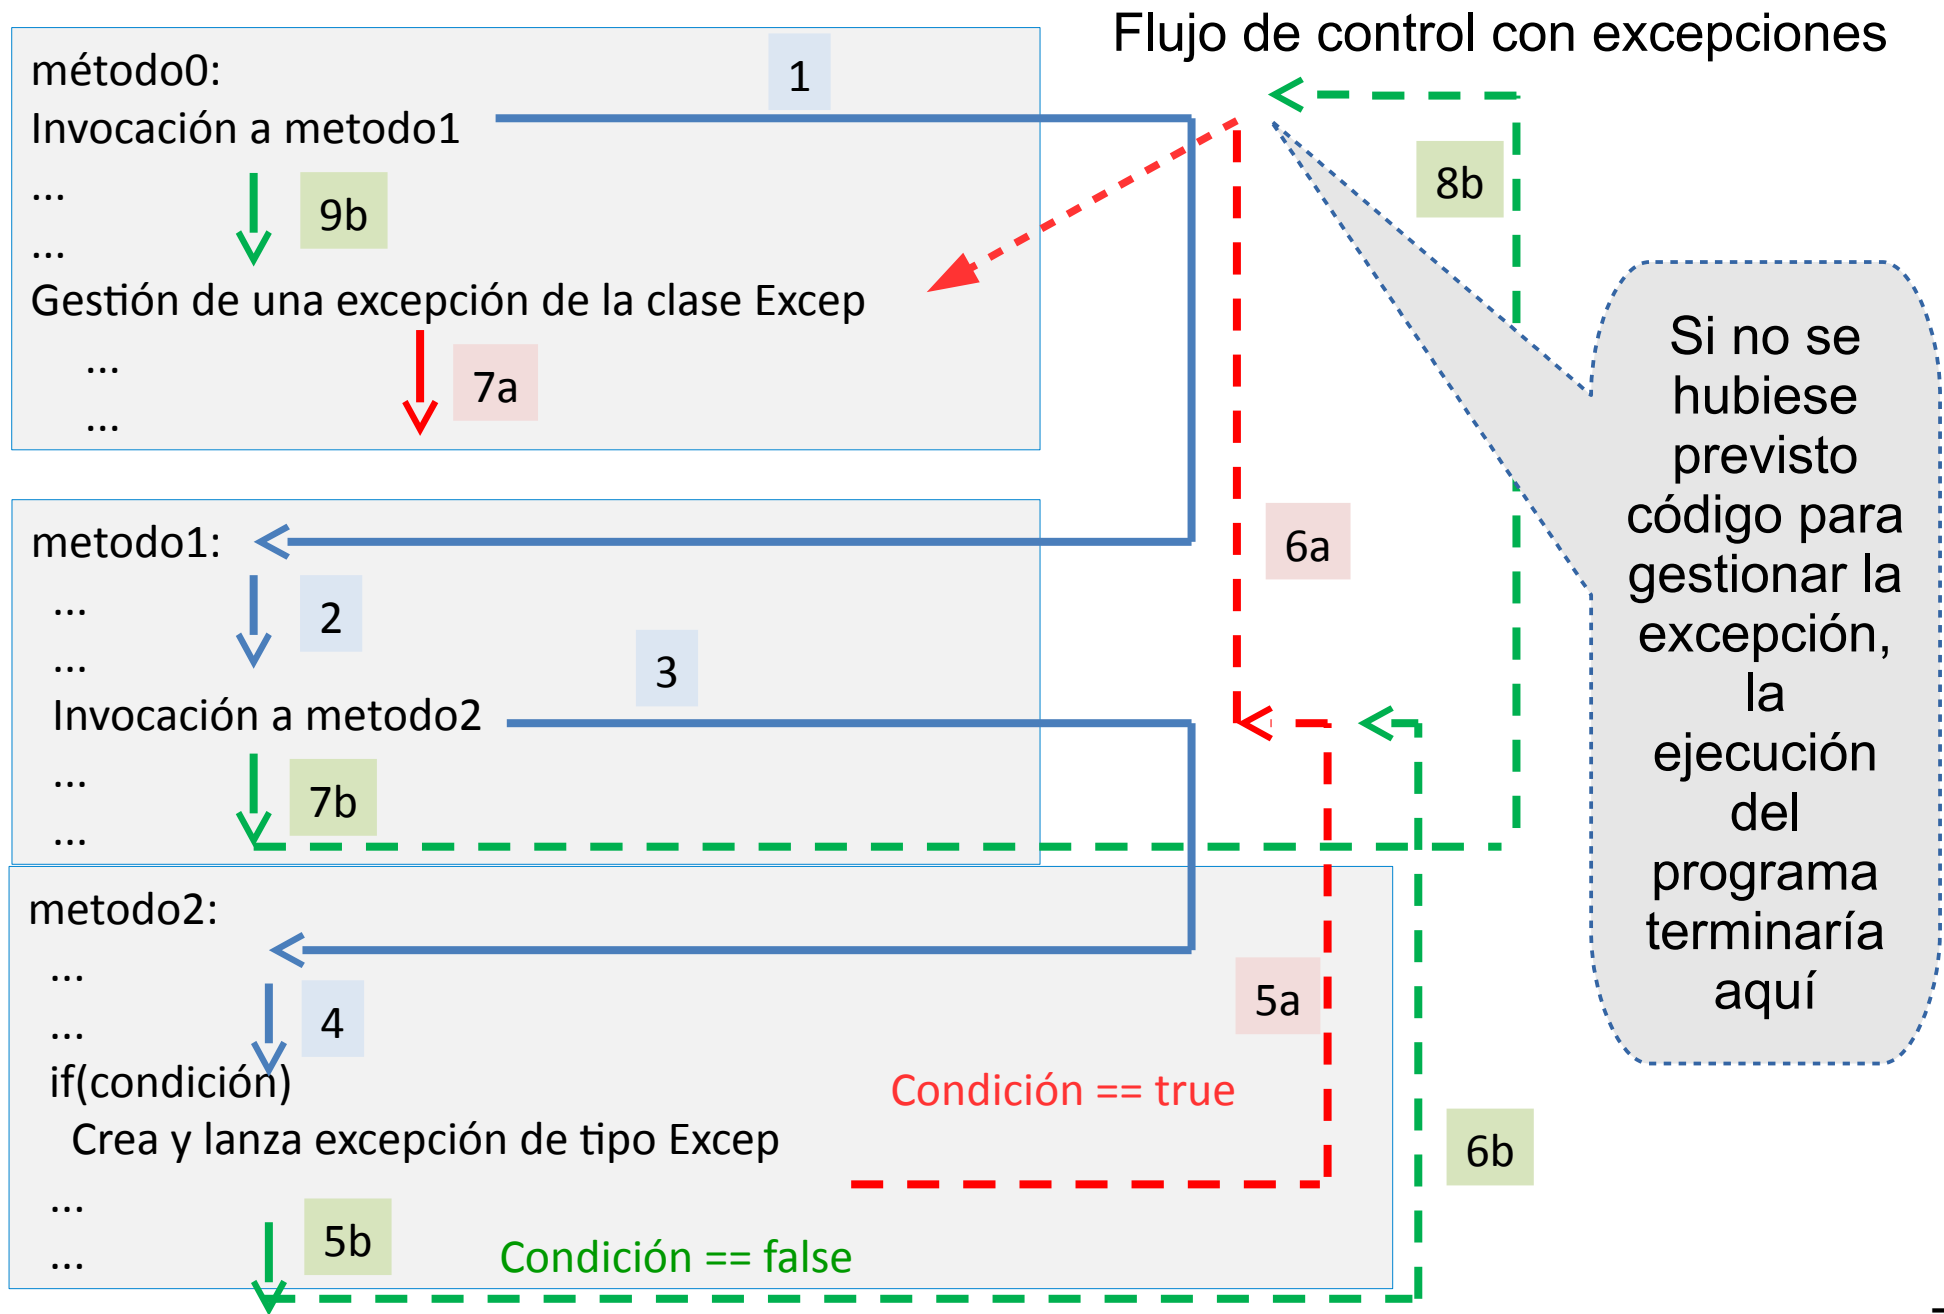 Flujo de control con excepciones
método0:
1
Invocación a metodo1
...
9b
8b
...
Gestión de una excepción de la clase Excep
...
7a
...
metodo1:
6a
...
2
...
3
Invocación a metodo2
...
7b
...
Si no se
hubiese
previsto
código para
gestionar la
excepción,
la
ejecución
del
programa
terminaría
aquí
metodo2:
...
5a
...
4
if(condición)
Condición == true
Crea y lanza excepción de tipo Excep
6b
...
5b
...
Condición == false